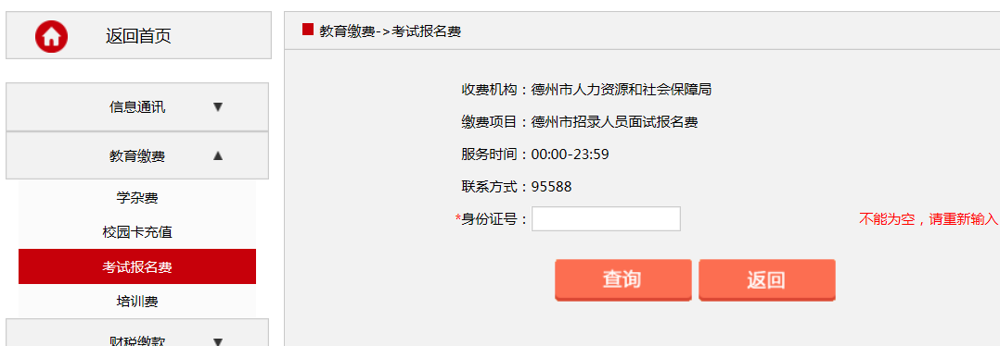 返回首页
信息通讯 ▼
教育缴费 ▲
学杂费
校园卡充值
考试报名费
培训费
财税缴款 ▼
教育缴费->考试报名费
收费机构：德州市人力资源和社会保障局
缴费项目：德州市招录人员面试报名费
服务时间：00:00-23:59
联系方式：95588
*身份证号： 不能为空，请重新输入
查询 返回